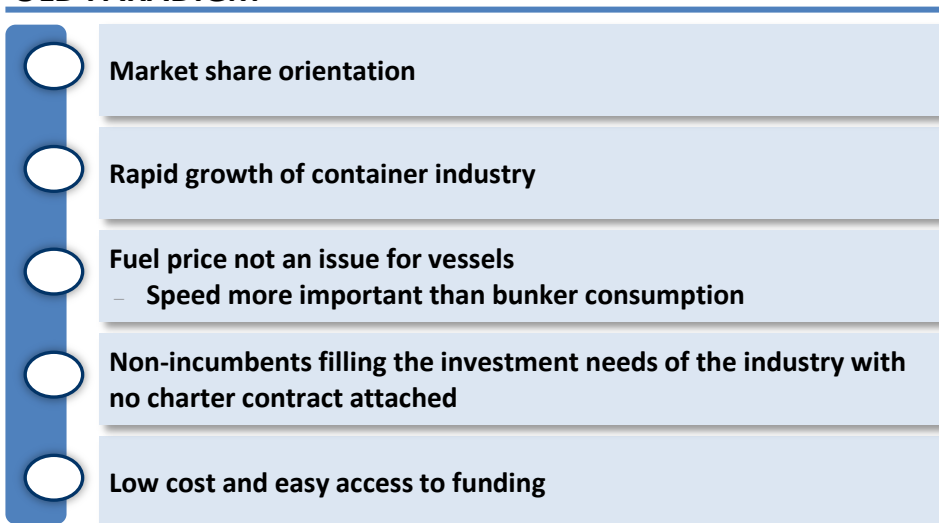 OLD PARADIGM
Market share orientation
Rapid growth of container industry
Fuel price not an issue for vessels
– Speed more important than bunker consumption
Non-incumbents filling the investment needs of the industry with
no charter contract attached
Low cost and easy access to funding